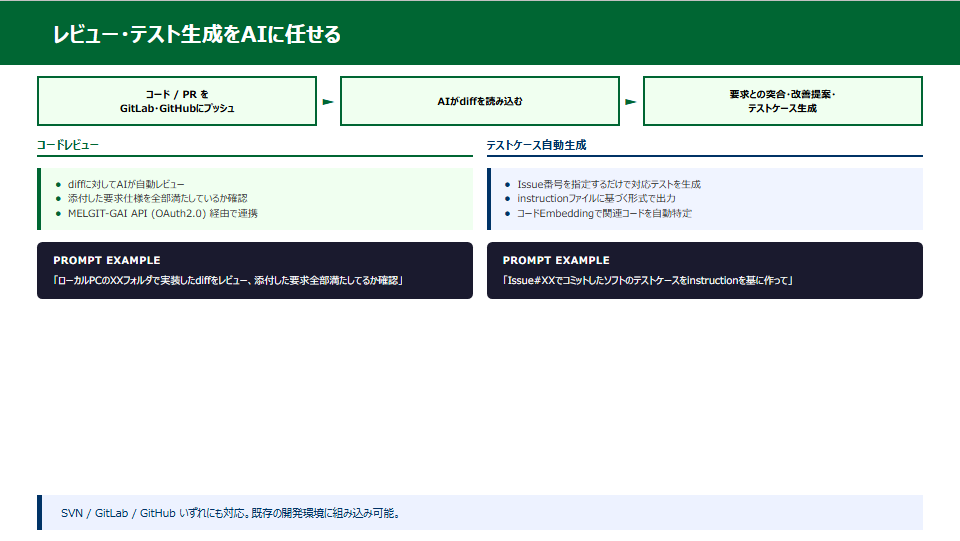 レビュー・テスト生成をAIに任せる
コード / PR を
GitLab・GitHubにプッシュ
AIがdiffを読み込む
要求との突合・改善提案・
テストケース生成
コードレビュー
diffに対してAIが自動レビュー
添付した要求仕様を全部満たしているか確認
MELGIT-GAI API (OAuth2.0) 経由で連携
PROMPT EXAMPLE
「ローカルPCのXXフォルダで実装したdiffをレビュー、添付した要求全部満たしてるか確認」
テストケース自動生成
Issue番号を指定するだけで対応テストを生成
instructionファイルに基づく形式で出力
コードEmbeddingで関連コードを自動特定
PROMPT EXAMPLE
「Issue#XXでコミットしたソフトのテストケースをinstructionを基に作って」
SVN / GitLab / GitHub いずれにも対応。既存の開発環境に組み込み可能。